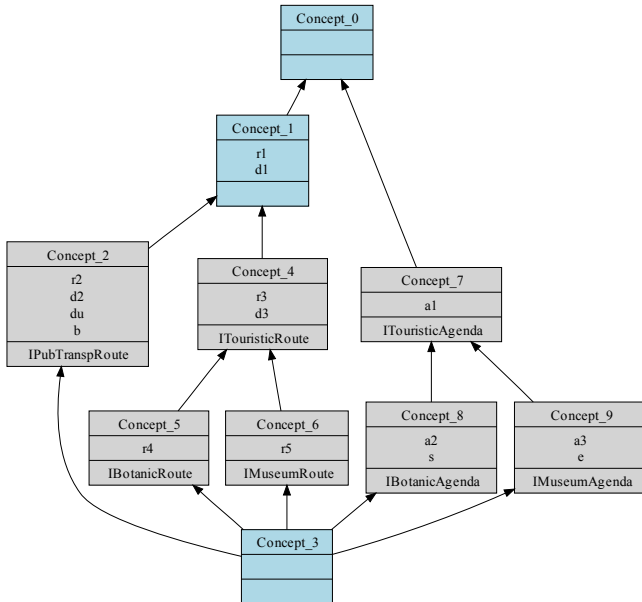 Concept_0
Concept_1
r1
d1
Concept_2
r2
d2
du
b
IPubTranspRoute
Concept_4
r3
d3
ITouristicRoute
Concept_7
a1
ITouristicAgenda
Concept_5
r4
IBotanicRoute
Concept_6
r5
IMuseumRoute
Concept_8
a2
s
IBotanicAgenda
Concept_9
a3
e
IMuseumAgenda
Concept_3